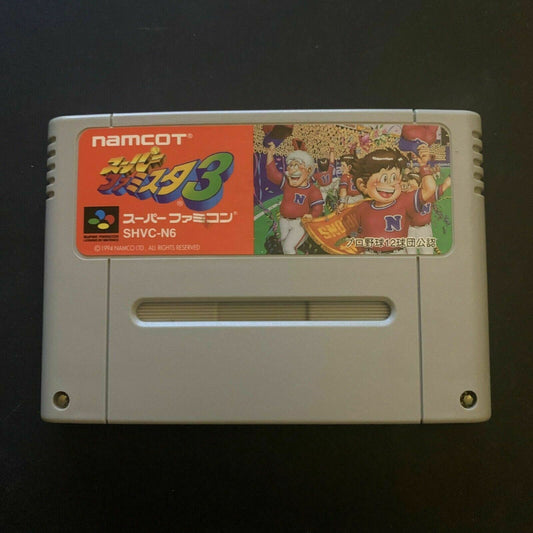 namcoT®
スーパー
ファミスタ3
スーパーファミコン®
SHVC-N6
© 1994 NAMCO LTD., ALL RIGHTS RESERVED
N
N
プロ野球12球団公認